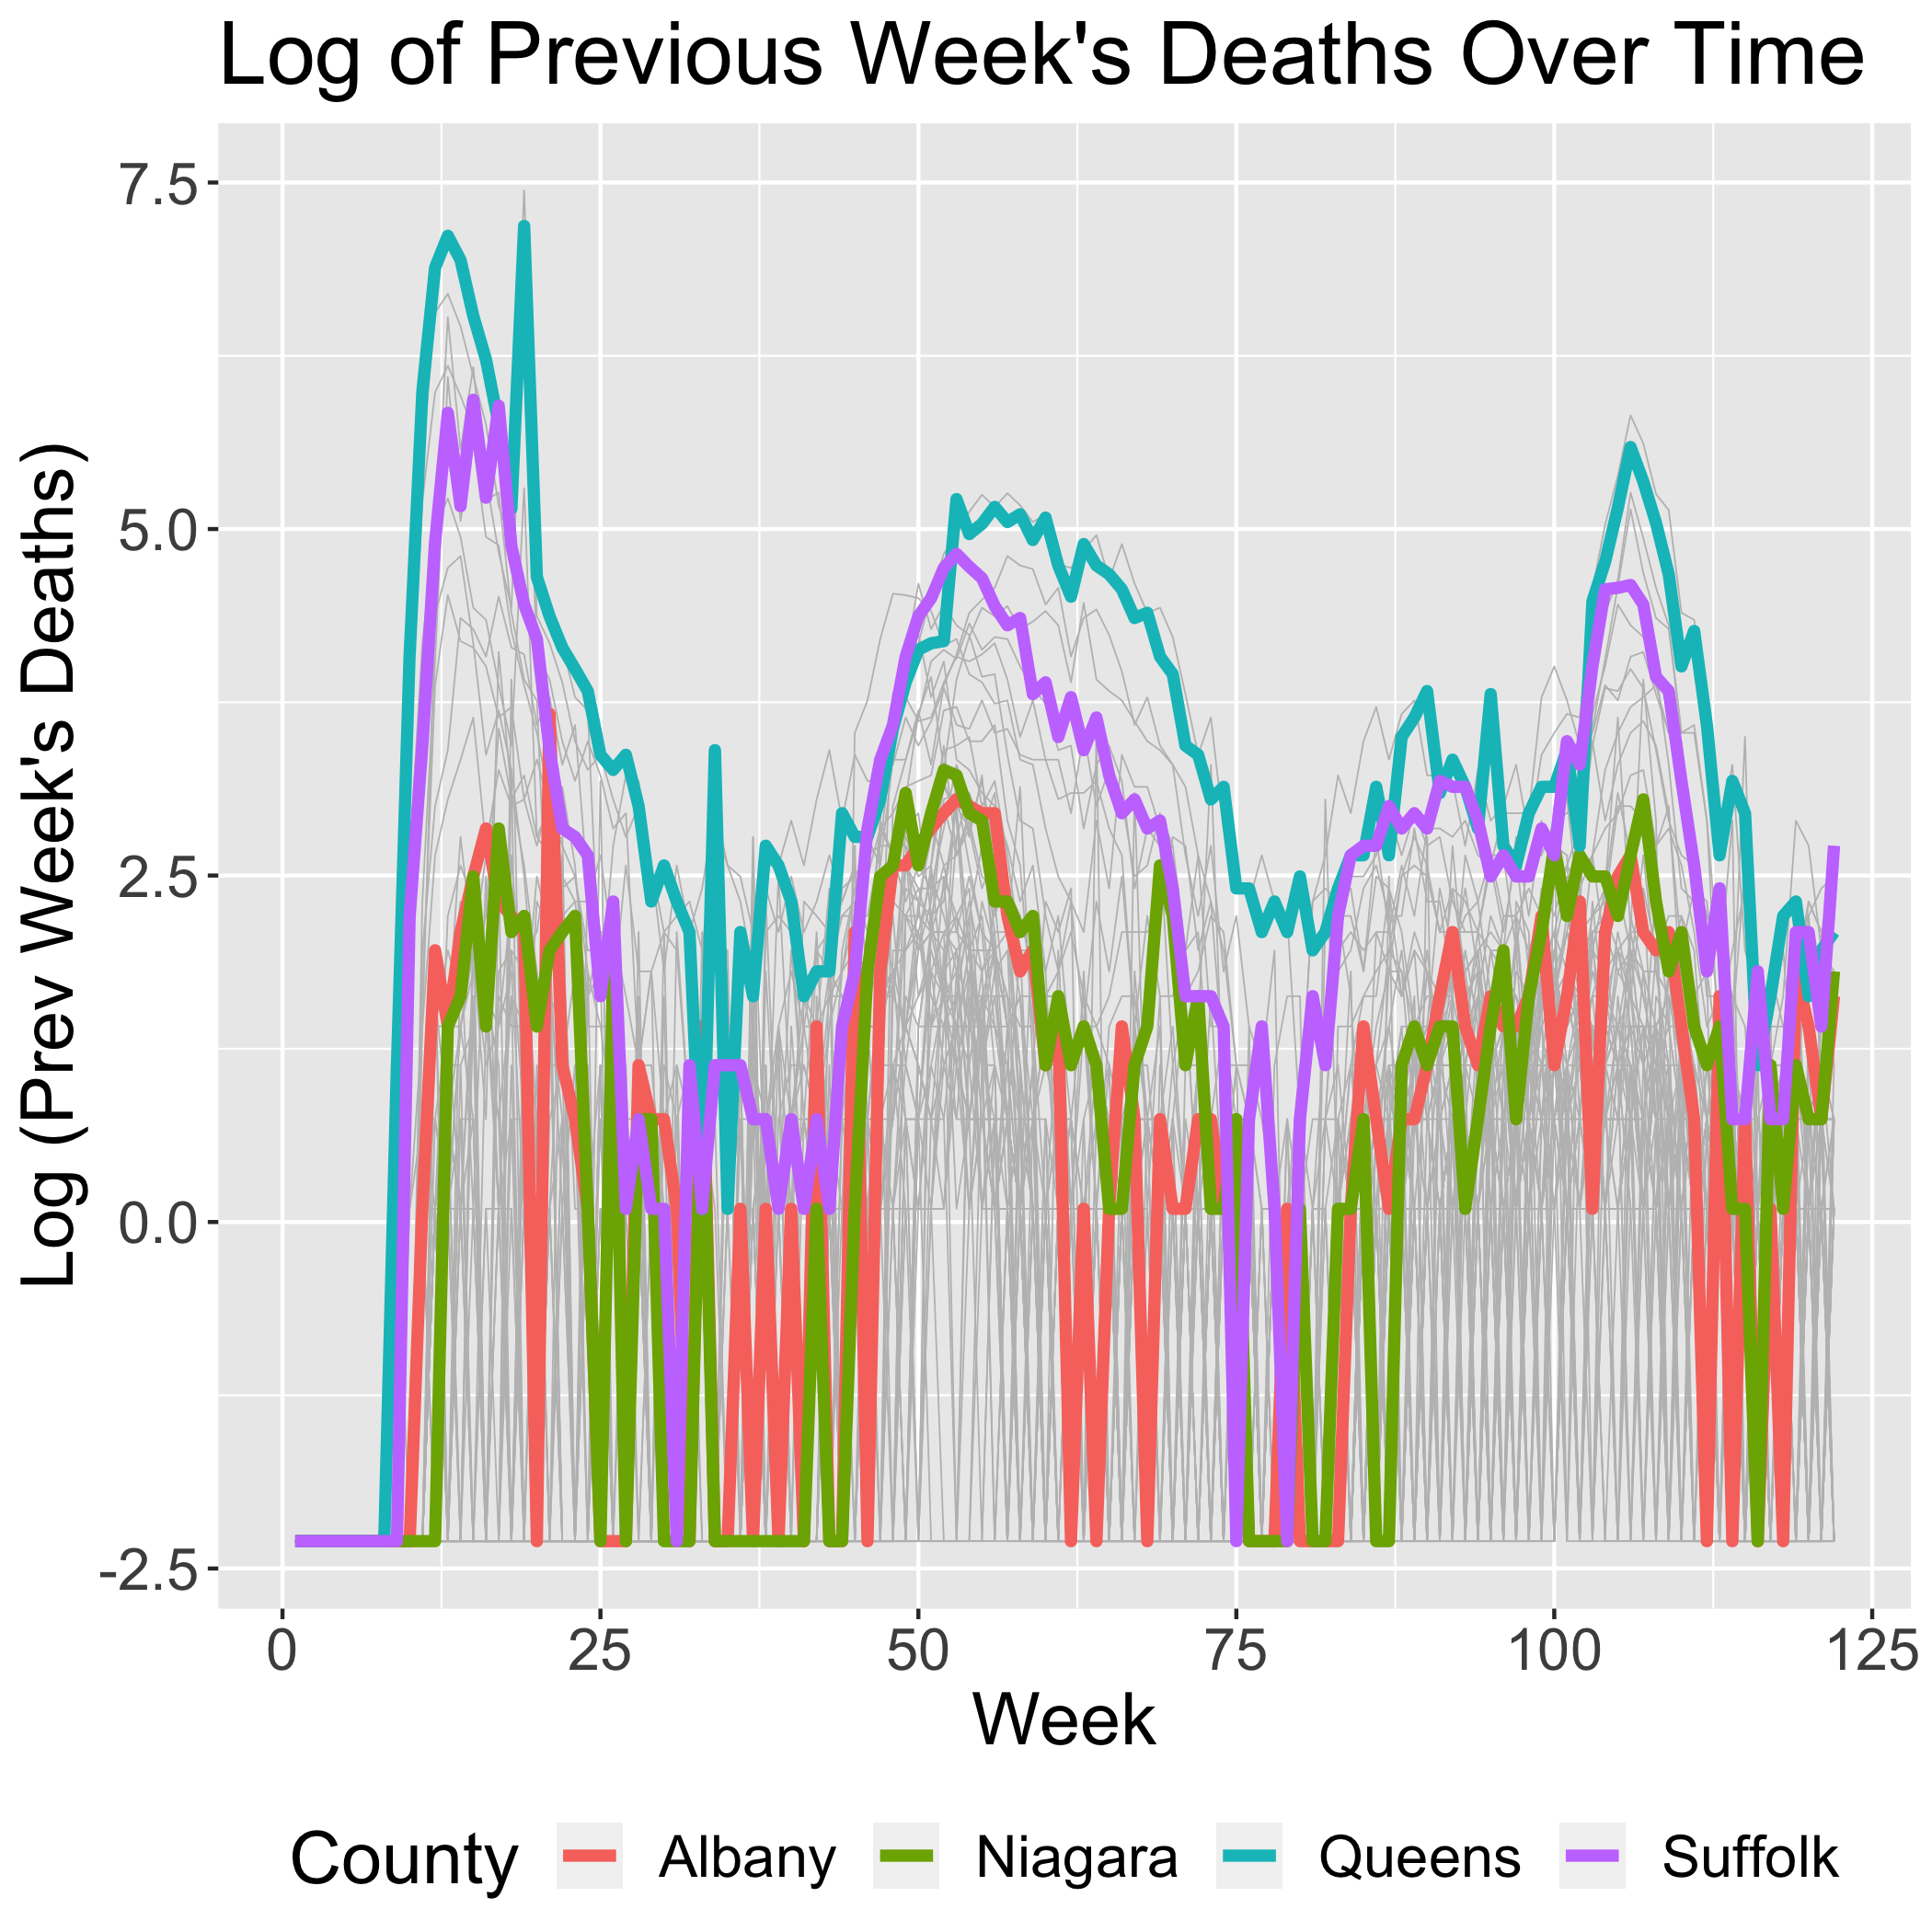 Log of Previous Week's Deaths Over Time
Log (Prev Week's Deaths)
7.5
5.0
2.5
0.0
-2.5
0 25 50 75 100 125
Week
County Albany Niagara Queens Suffolk